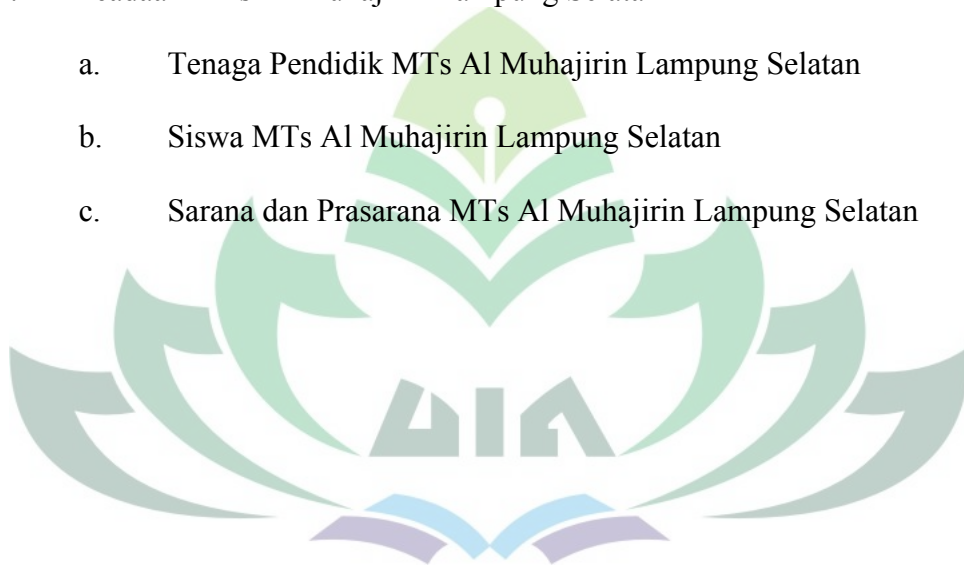 a. Tenaga Pendidik MTs Al Muhajirin Lampung Selatan
b. Siswa MTs Al Muhajirin Lampung Selatan
c. Sarana dan Prasarana MTs Al Muhajirin Lampung Selatan
UIN